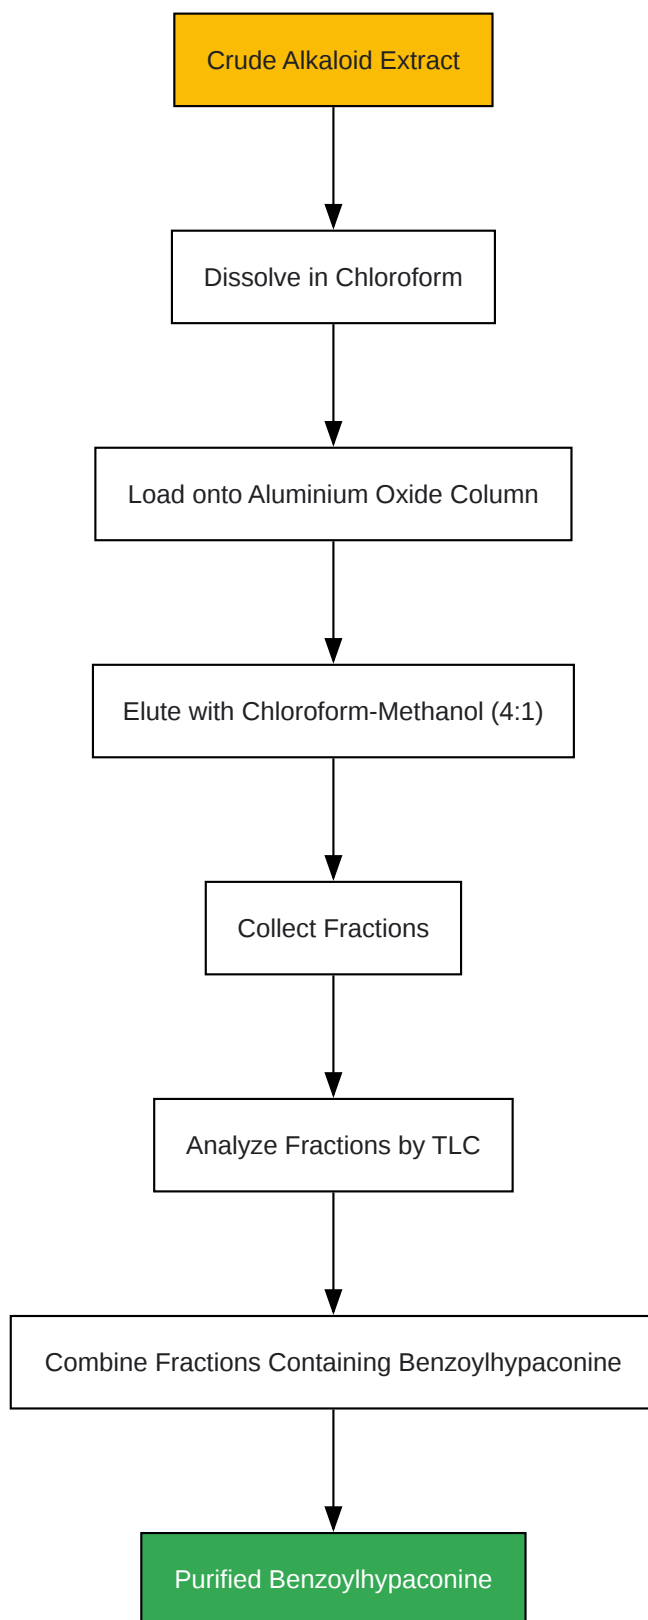 Crude Alkaloid Extract
Dissolve in Chloroform
Load onto Aluminium Oxide Column
Elute with Chloroform-Methanol (4:1)
Collect Fractions
Analyze Fractions by TLC
Combine Fractions Containing Benzoylhypaconine
Purified Benzoylhypaconine